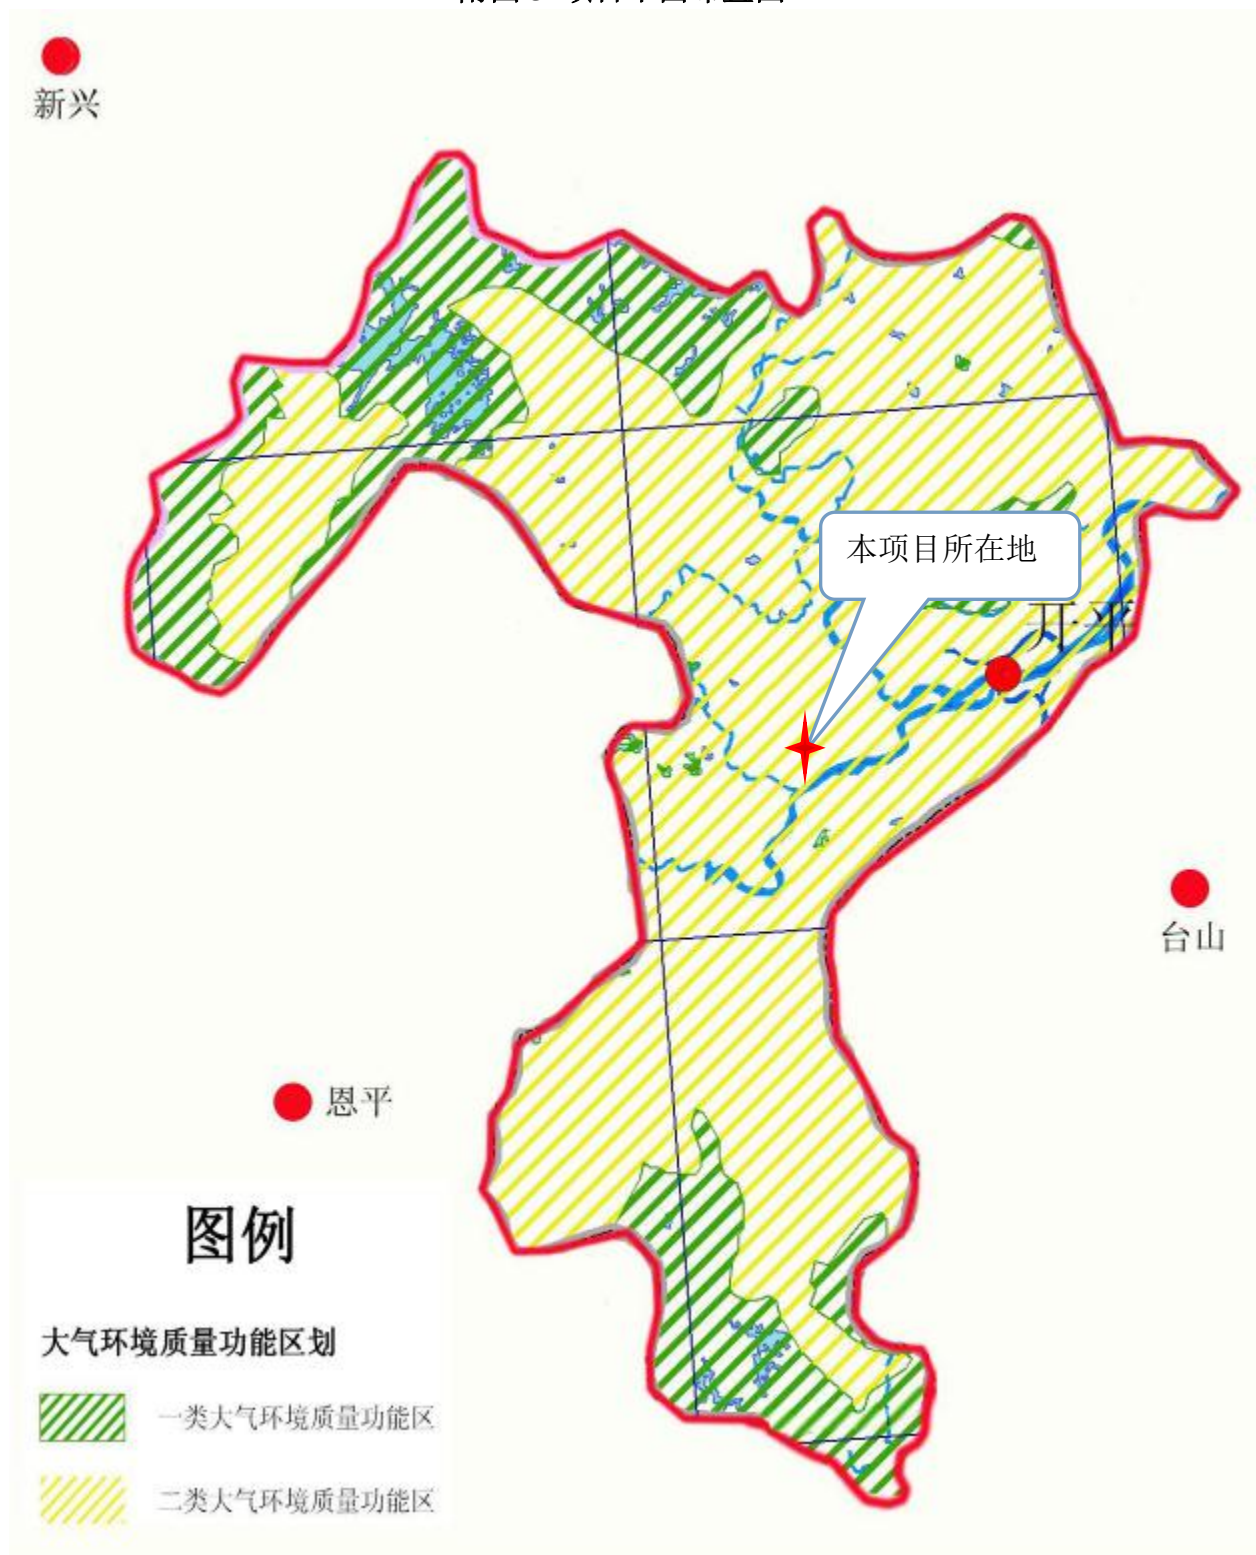 新兴
本项目所在地
开平
台山
恩平
图例
大气环境质量功能区划
一类大气环境质量功能区
二类大气环境质量功能区